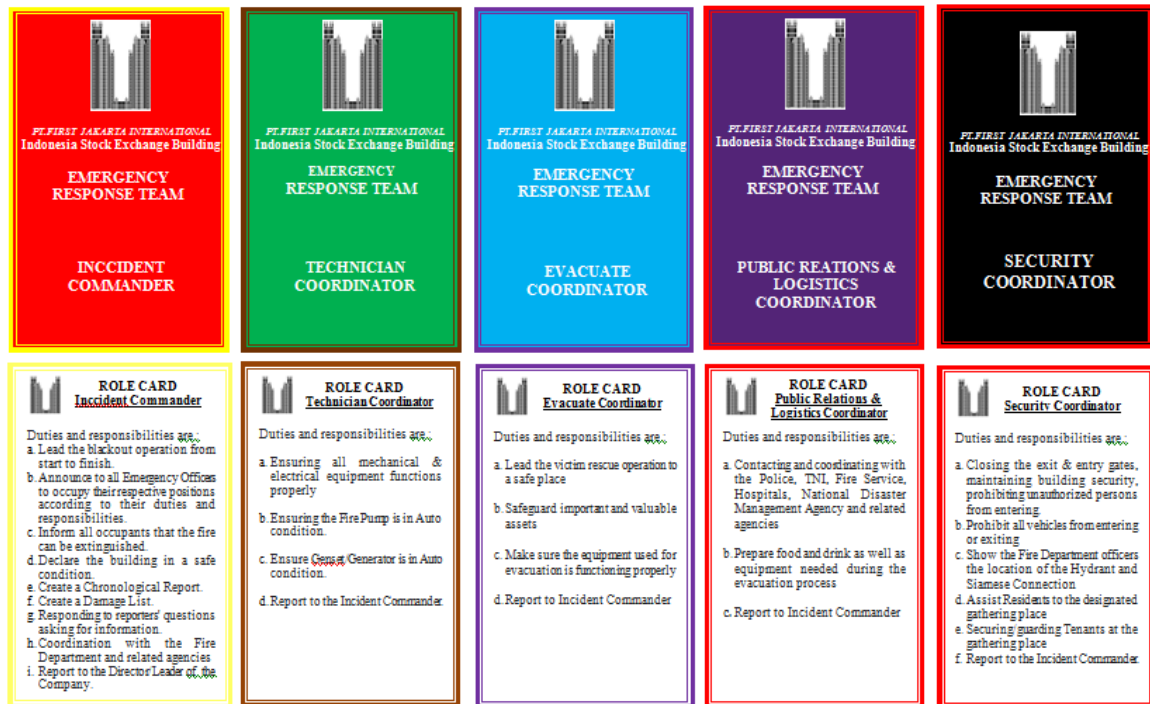 PT.FIRST JAKARTA INTERNATIONAL
Indonesia Stock Exchange Building
EMERGENCY
RESPONSE TEAM
INCCIDENT
COMMANDER
PT.FIRST JAKARTA INTERNATIONAL
Indonesia Stock Exchange Building
EMERGENCY
RESPONSE TEAM
TECHNICIAN
COORDINATOR
PT.FIRST JAKARTA INTERNATIONAL
Indonesia Stock Exchange Building
EMERGENCY
RESPONSE TEAM
EVACUATE
COORDINATOR
PT.FIRST JAKARTA INTERNATIONAL
Indonesia Stock Exchange Building
EMERGENCY
RESPONSE TEAM
PUBLIC REATIONS &
LOGISTICS
COORDINATOR
PT.FIRST JAKARTA INTERNATIONAL
Indonesia Stock Exchange Building
EMERGENCY
RESPONSE TEAM
SECURITY
COORDINATOR
ROLE CARD
Inccident Commander
Duties and responsibilities are.;
a. Lead the blackout operation from
start to finish.
b. Announce to all Emergency Officers
to occupy their respective positions
according to their duties and
responsibilities.
c. Inform all occupants that the fire
can be extinguished.
d. Declare the building in a safe
condition.
e. Create a Chronological Report.
f. Create a Damage List.
g. Responding to reporters' questions
asking for information.
h. Coordination with the Fire
Department and related agencies
i. Report to the Director/Leader of the
Company.
ROLE CARD
Technician Coordinator
Duties and responsibilities are.;
a. Ensuring all mechanical &
electrical equipment functions
properly
b. Ensuring the Fire Pump is in Auto
condition.
c. Ensure Genset/Generator is in Auto
condition.
d. Report to the Incident Commander.
ROLE CARD
Evacuate Coordinator
Duties and responsibilities are.;
a. Lead the victim rescue operation to
a safe place
b. Safeguard important and valuable
assets
c. Make sure the equipment used for
evacuation is functioning properly
d. Report to Incident Commander
ROLE CARD
Public Relations &
Logistics Coordinator
Duties and responsibilities are.;
a. Contacting and coordinating with
the Police, TNI, Fire Service,
Hospitals, National Disaster
Management Agency and related
agencies
b. Prepare food and drink as well as
equipment needed during the
evacuation process
c. Report to Incident Commander
ROLE CARD
Security Coordinator
Duties and responsibilities are.;
a. Closing the exit & entry gates,
maintaining building security,
prohibiting unauthorized persons
from entering.
b. Prohibit all vehicles from entering
or exiting
c. Show the Fire Department officers
the location of the Hydrant and
Siamese Connection
d. Assist Residents to the designated
gathering place
e. Securing/guarding Tenants at the
gathering place
f. Report to the Incident Commander.